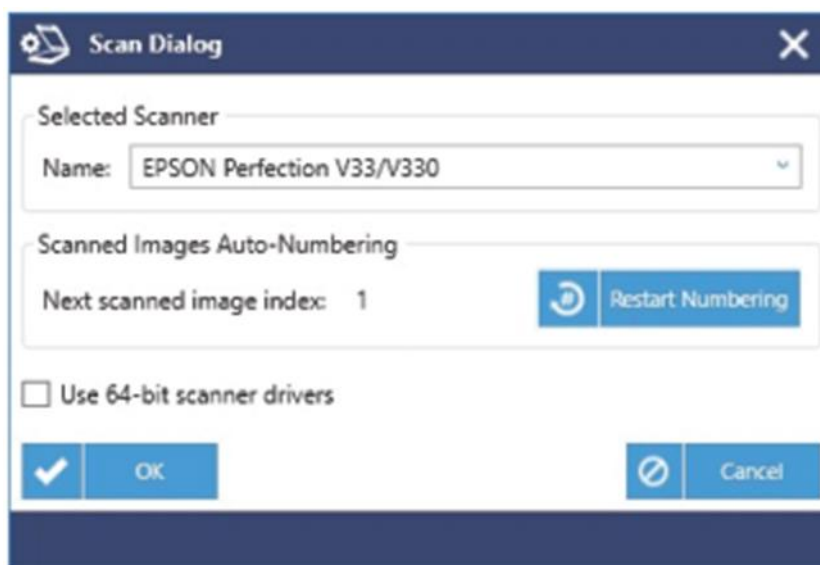 Scan Dialog
Selected Scanner
Name: EPSON Perfection V33/V330
Scanned Images Auto-Numbering
Next scanned image index: 1 # Restart Numbering
Use 64-bit scanner drivers
OK Cancel